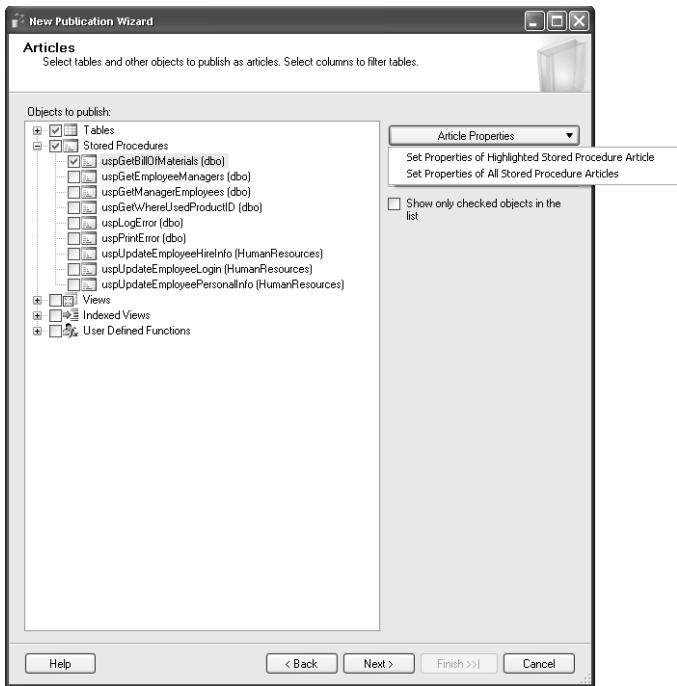 New Publication Wizard
Articles
Select tables and other objects to publish as articles. Select columns to filter tables.
Objects to publish:
Tables
Stored Procedures
uspGetBillOfMaterials (dbo)
uspGetEmployeeManagers (dbo)
uspGetManagerEmployees (dbo)
uspGetWhereUsedProductID (dbo)
uspLogError (dbo)
uspPrintError (dbo)
uspUpdateEmployeeHireInfo (HumanResources)
uspUpdateEmployeeLogin (HumanResources)
uspUpdateEmployeePersonalInfo (HumanResources)
Views
Indexed Views
User Defined Functions
Article Properties
Set Properties of Highlighted Stored Procedure Article
Set Properties of All Stored Procedure Articles
Show only checked objects in the
list
Help
< Back
Next >
Finish >>|
Cancel